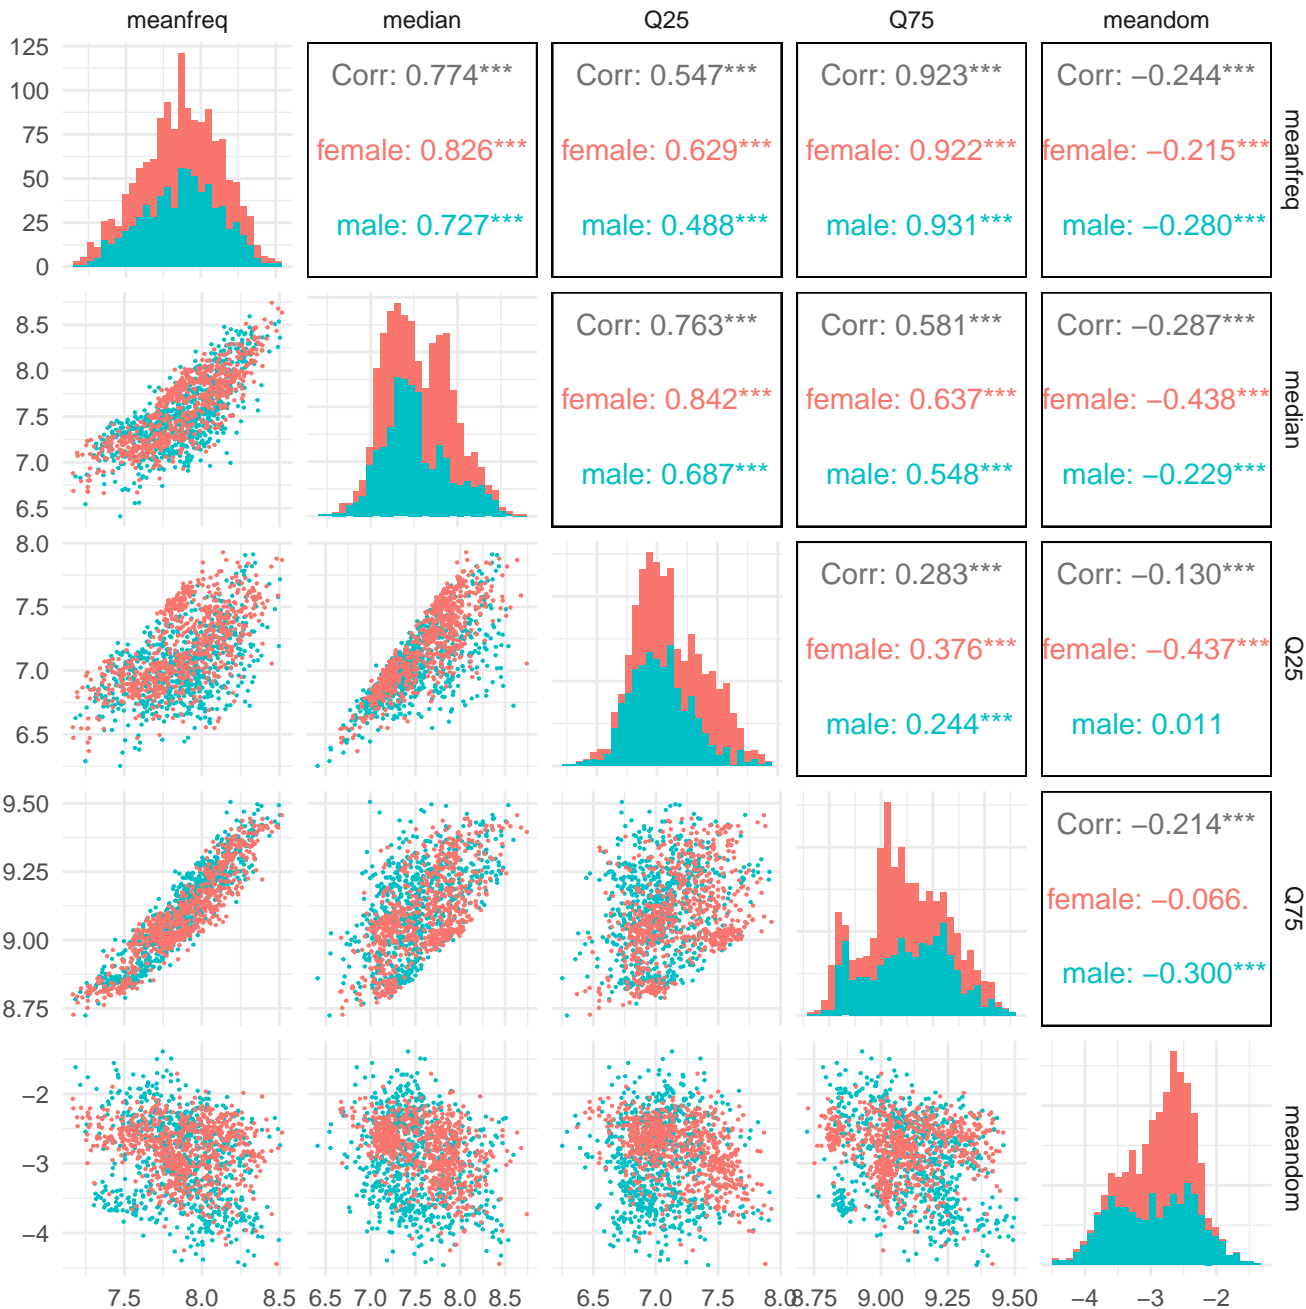 meanfreq median Q25 Q75 meandom
125
100
75
50
25
0
Corr: 0.774***
female: 0.826***
male: 0.727***
Corr: 0.547***
female: 0.629***
male: 0.488***
Corr: 0.923***
female: 0.922***
male: 0.931***
Corr: −0.244***
female: −0.215***
male: −0.280***
meanfreq
8.5
8.0
7.5
7.0
6.5
Corr: 0.763***
female: 0.842***
male: 0.687***
Corr: 0.581***
female: 0.637***
male: 0.548***
Corr: −0.287***
female: −0.438***
male: −0.229***
median
8.0
7.5
7.0
6.5
Corr: 0.283***
female: 0.376***
male: 0.244***
Corr: −0.130***
female: −0.437***
male: 0.011
Q25
9.50
9.25
9.00
8.75
Corr: −0.214***
female: −0.066.
male: −0.300***
Q75
−2
−3
−4
meandom
7.5 8.0 8.5 6.5 7.0 7.5 8.0 8.5 6.5 7.0 7.5 8.0 8.75 9.00 9.25 9.50 −4 −3 −2